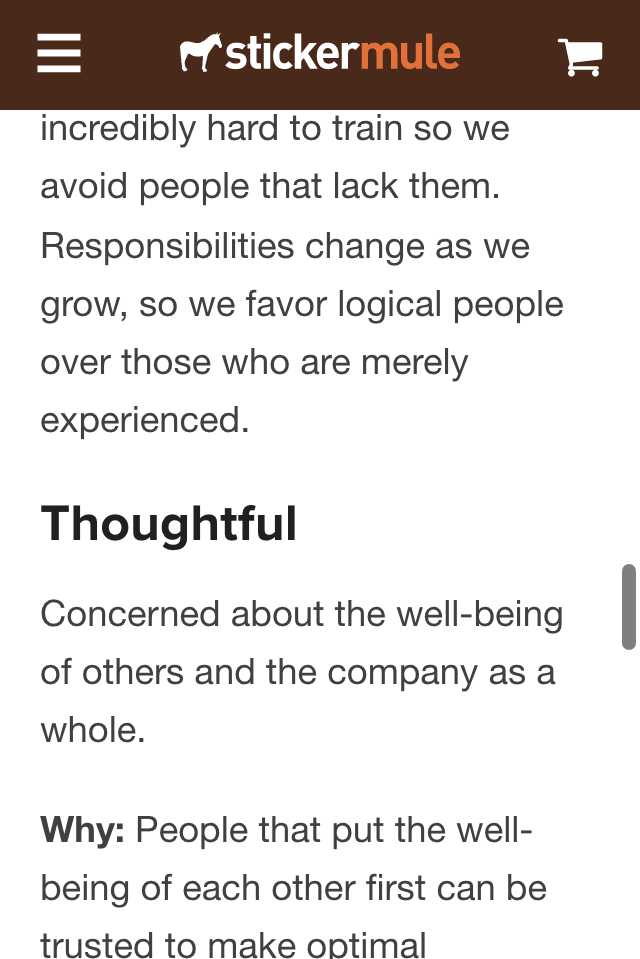 stickermule
incredibly hard to train so we
avoid people that lack them.
Responsibilities change as we
grow, so we favor logical people
over those who are merely
experienced.
Thoughtful
Concerned about the well-being
of others and the company as a
whole.
Why: People that put the well-
being of each other first can be
trusted to make optimal